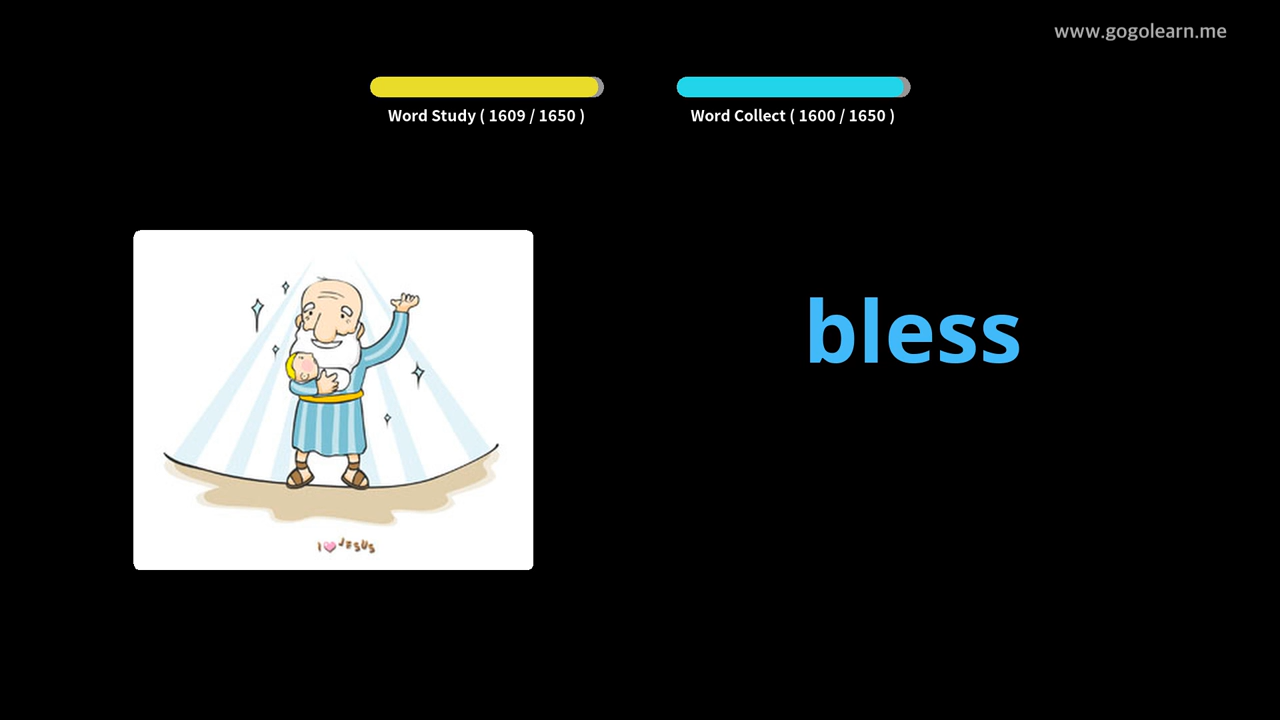 www.gogolearn.me
Word Study ( 1609 / 1650 )
Word Collect ( 1600 / 1650 )
bless
I ♥ JESUS